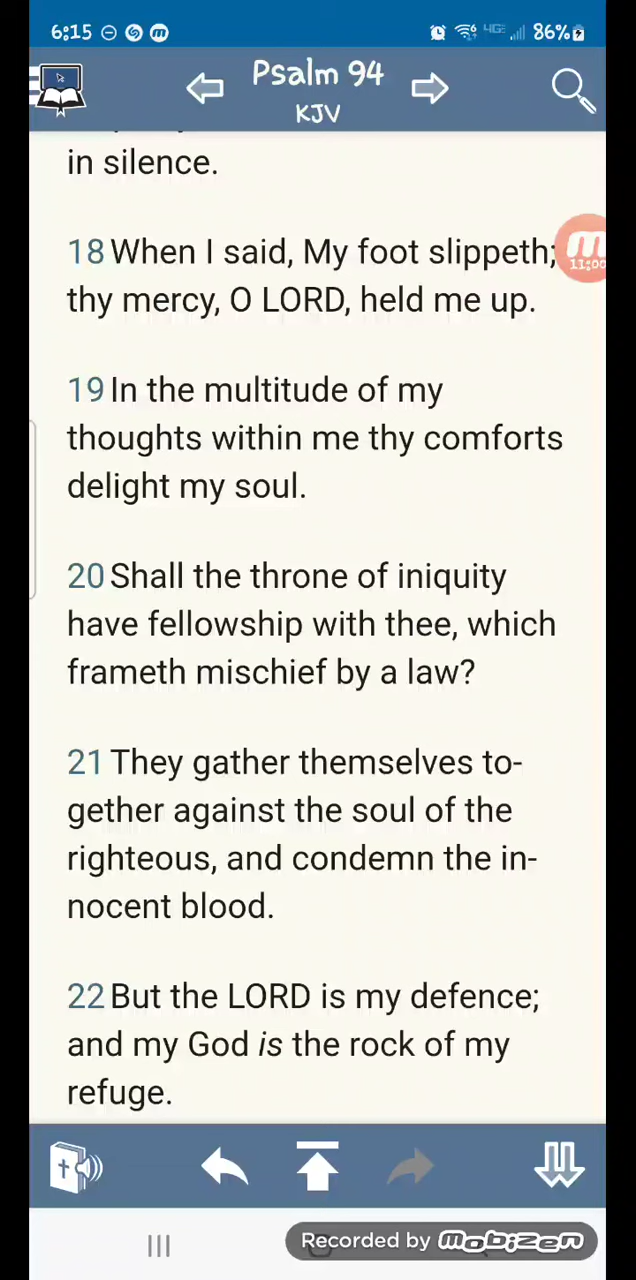 6:15 86%
Psalm 94
KJV
in silence.
18 When I said, My foot slippeth;
11:00
thy mercy, O LORD, held me up.
19 In the multitude of my
thoughts within me thy comforts
delight my soul.
20 Shall the throne of iniquity
have fellowship with thee, which
frameth mischief by a law?
21 They gather themselves to-
gether against the soul of the
righteous, and condemn the in-
nocent blood.
22 But the LORD is my defence;
and my God is the rock of my
refuge.
Recorded by mobizen